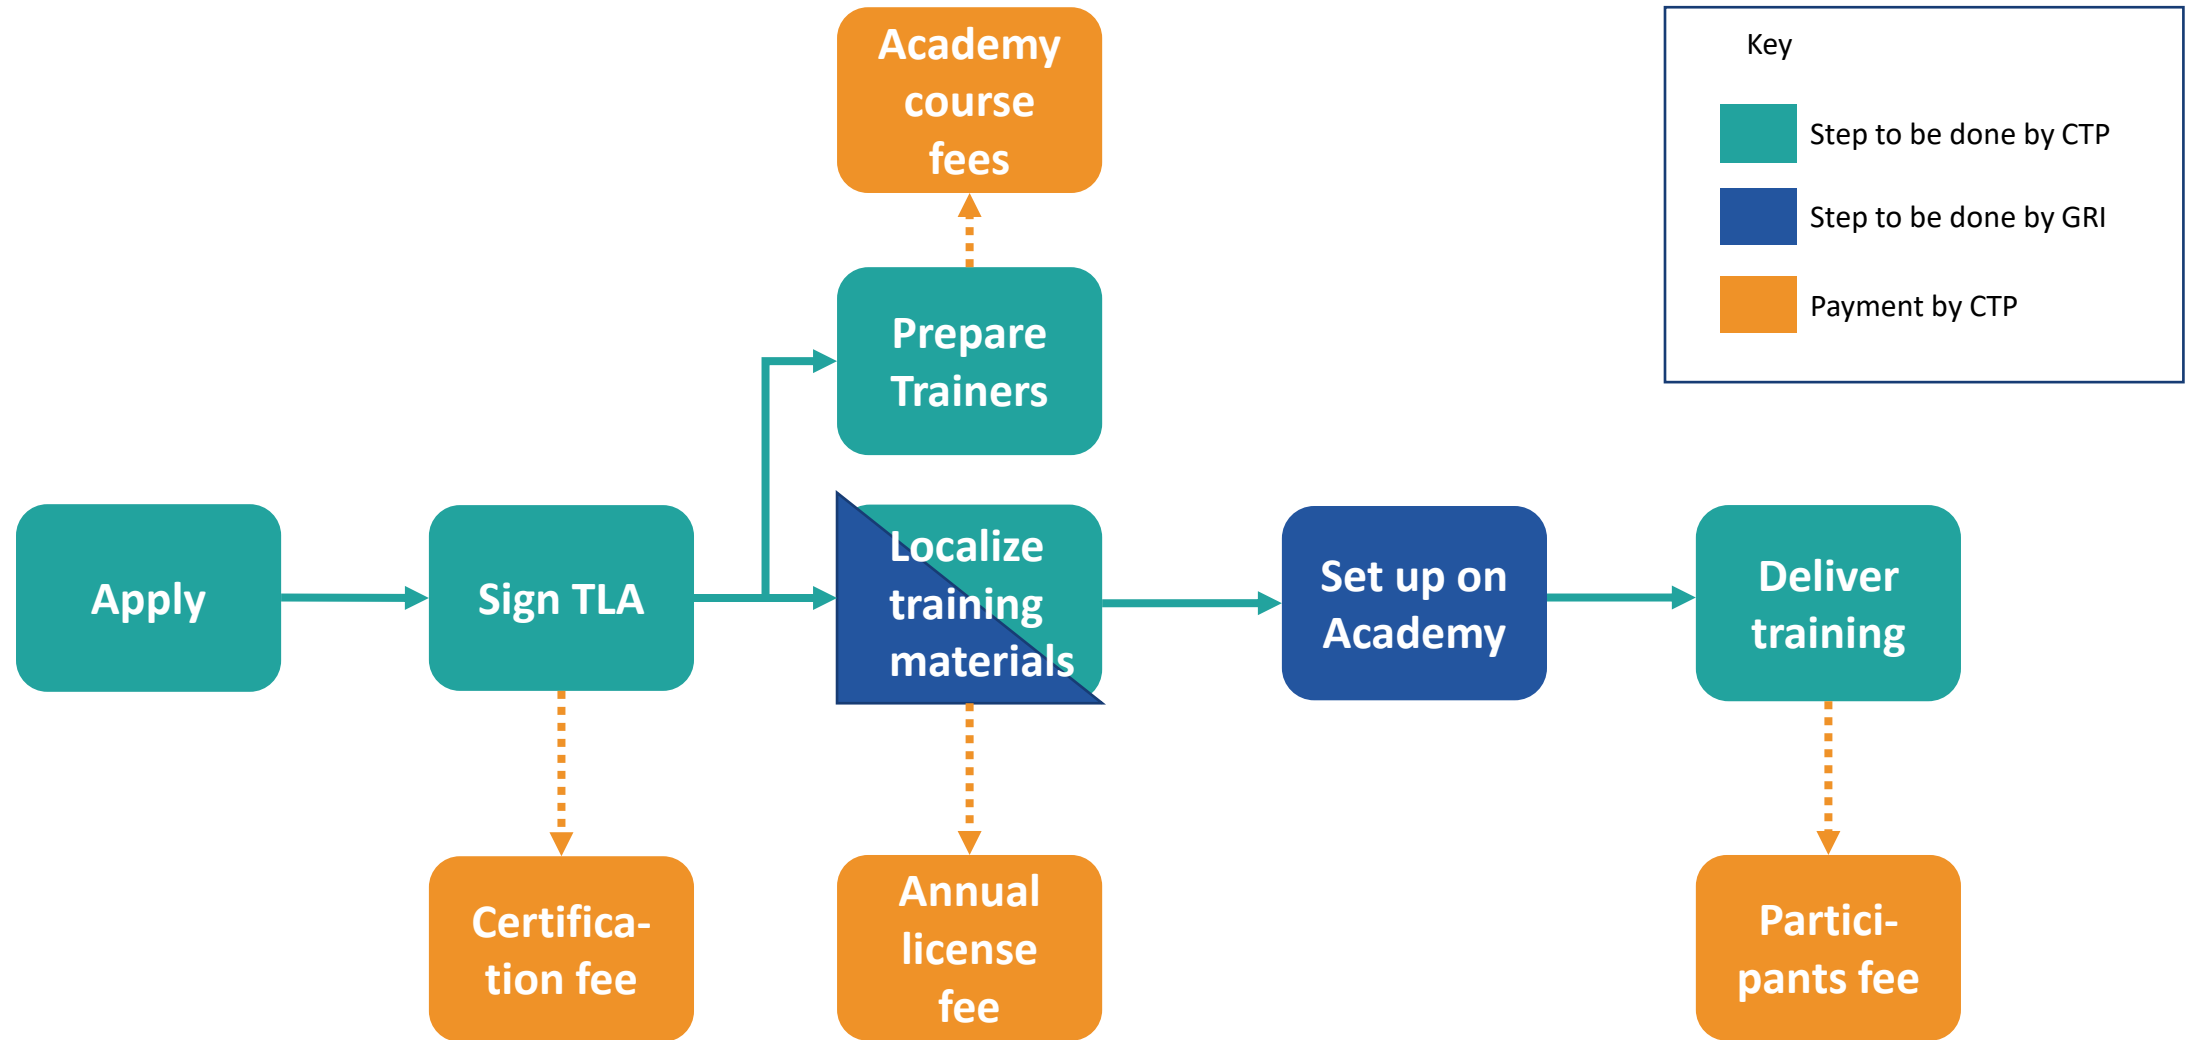 Academy
course
fees
Key
Step to be done by CTP
Step to be done by GRI
Payment by CTP
Prepare
Trainers
Apply
Sign TLA
Localize
training
materials
Set up on
Academy
Deliver
training
Certifica-
tion fee
Annual
license
fee
Partici-
pants fee